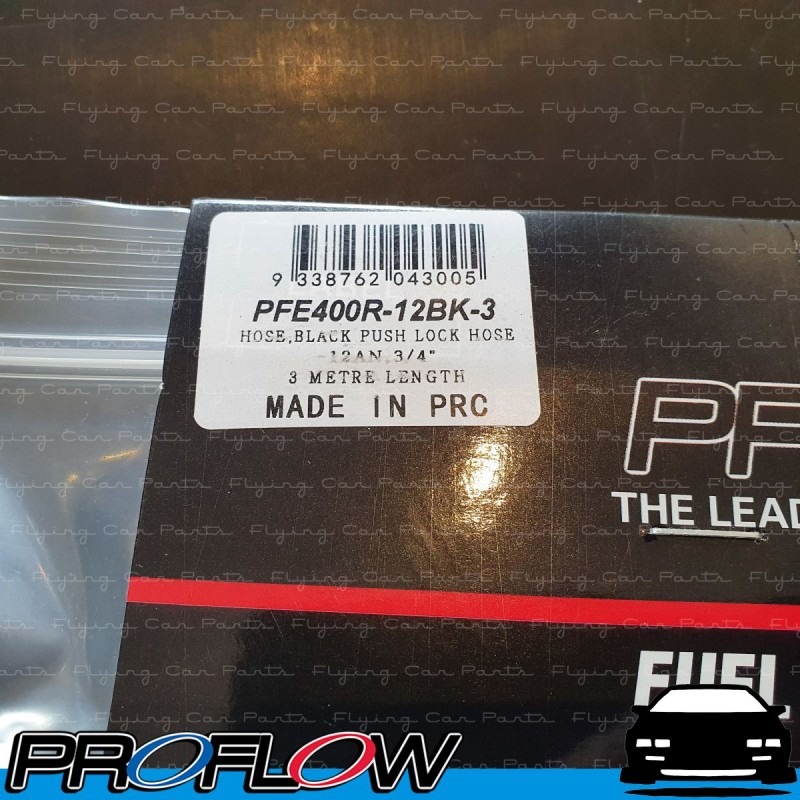 Flying Car Parts
9 338762 043005
PFE400R-12BK-3
HOSE,BLACK PUSH LOCK HOSE
-12AN,3/4"
3 METRE LENGTH
MADE IN PRC
PF
THE LEAD
FUEL
PROFLOW